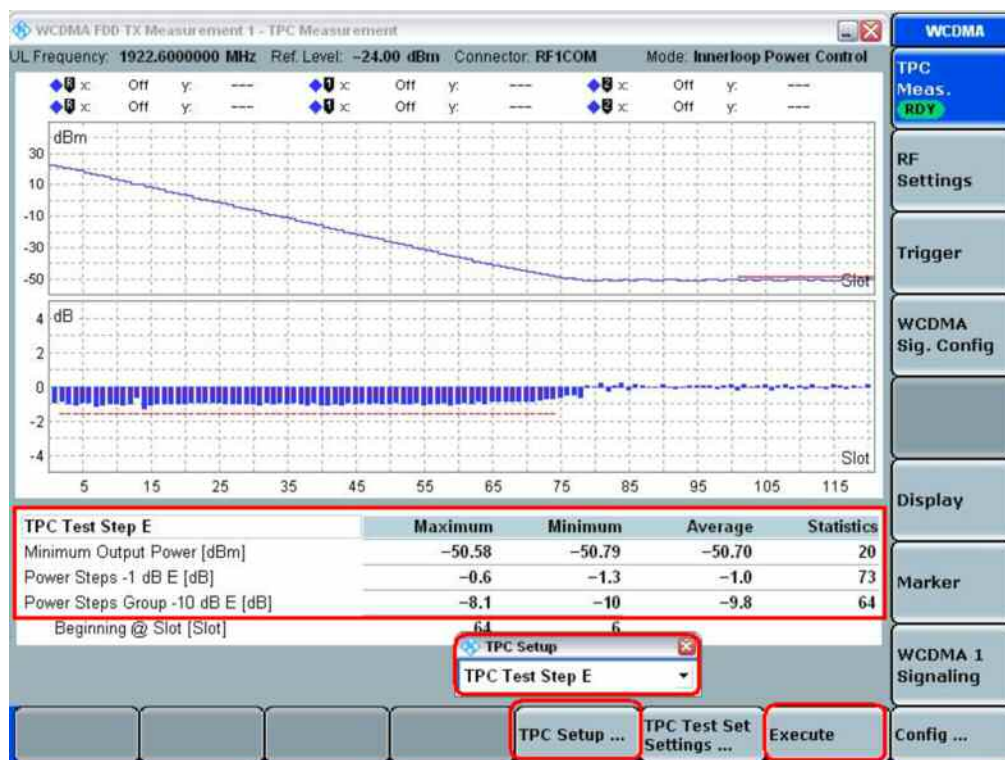 WCDMA FDD TX Measurement 1 - TPC Measurement
WCDMA
UL Frequency: 1922.6000000 MHz Ref. Level: -24.00 dBm Connector: RF1COM Mode: Innerloop Power Control
x: Off y: --- x: Off y: --- 2 x: Off y: ---
x: Off y: --- x: Off y: --- 2 x: Off y: ---
dBm
30
10
-10
-30
-50
Slot
4 dB
2
0
-2
-4
Slot
5 15 25 35 45 55 65 75 85 95 105 115
TPC Test Step E Maximum Minimum Average Statistics
Minimum Output Power [dBm] -50.58 -50.79 -50.70 20
Power Steps -1 dB E [dB] -0.6 -1.3 -1.0 73
Power Steps Group -10 dB E [dB] -8.1 -10 -9.8 64
Beginning @ Slot [Slot] 64 6
TPC Setup
TPC Test Step E
TPC Setup ...
TPC Test Set
Settings ...
Execute
Config ...
TPC
Meas.
RDY
RF
Settings
Trigger
WCDMA
Sig. Config
Display
Marker
WCDMA 1
Signaling